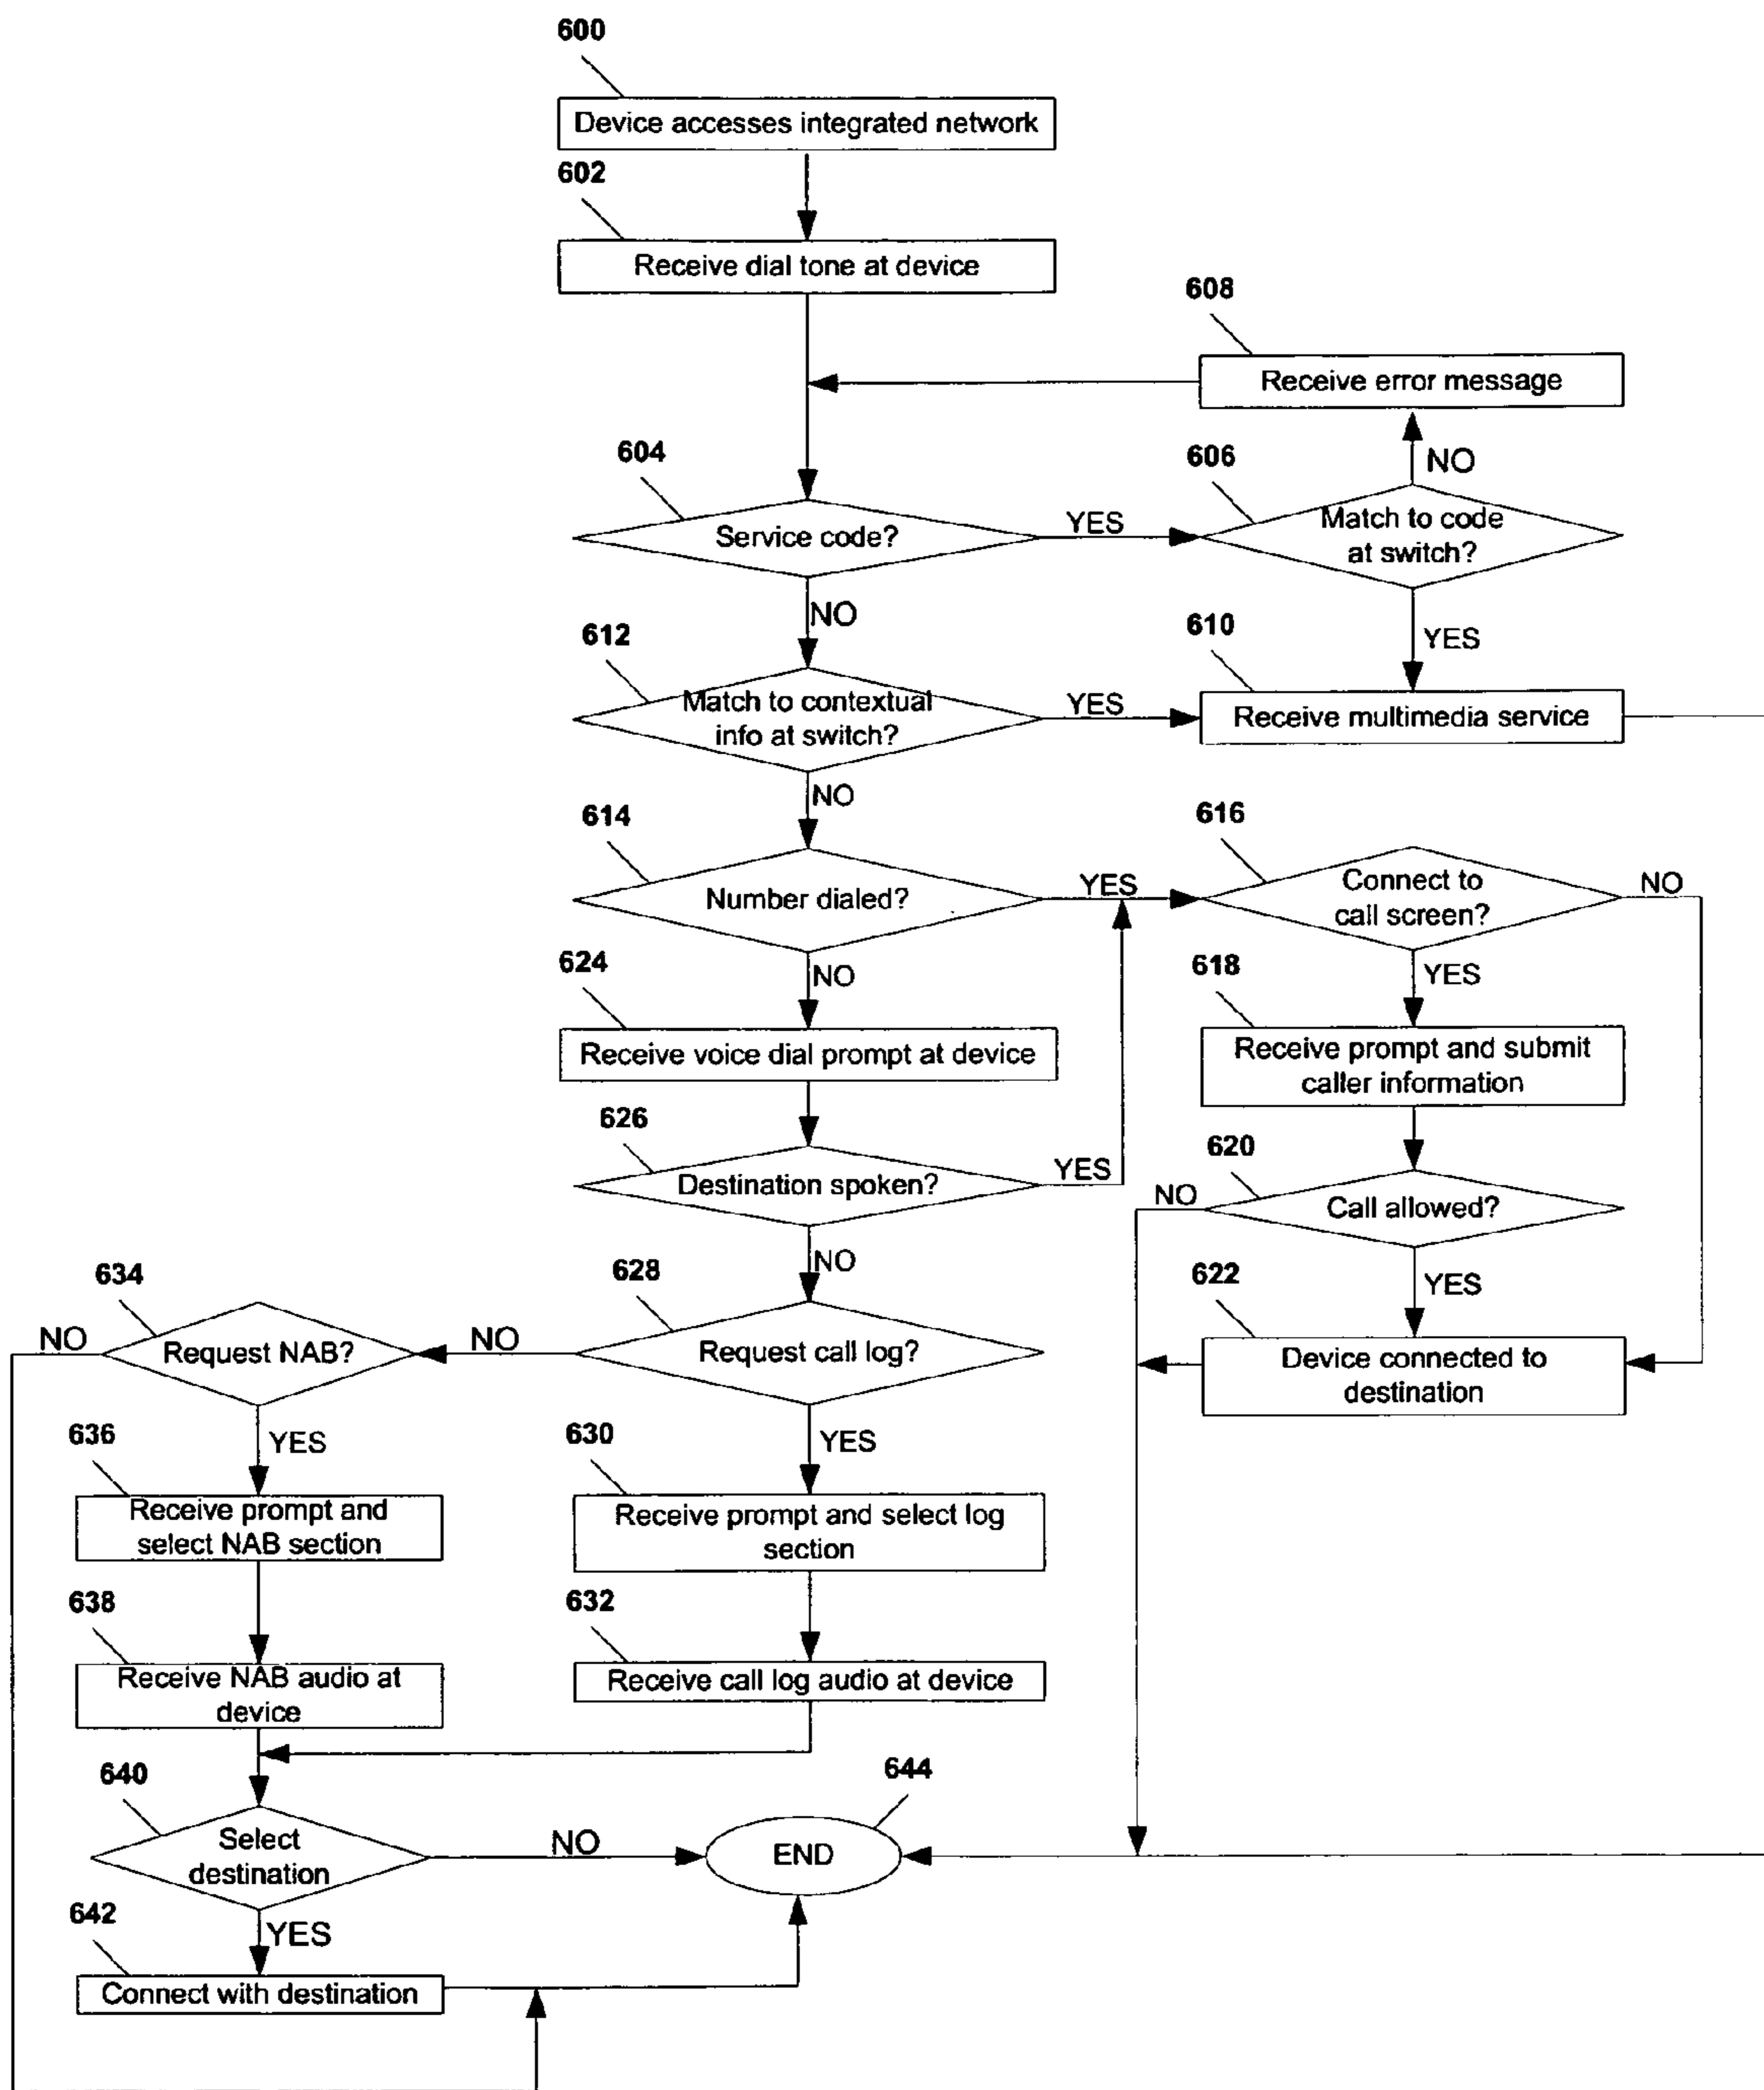 600
Device accesses integrated network
602
Receive dial tone at device
608
Receive error message
604
606
NO
Service code?
YES
Match to code
at switch?
NO
YES
612
610
Match to contextual
info at switch?
YES
Receive multimedia service
NO
614
616
Number dialed?
YES
Connect to
call screen?
NO
NO
YES
624
618
Receive voice dial prompt at device
Receive prompt and submit
caller information
626
620
Destination spoken?
YES
NO
Call allowed?
NO
YES
634
628
622
NO
Request NAB?
NO
Request call log?
Device connected to
destination
YES
YES
636
630
Receive prompt and
select NAB section
Receive prompt and select log
section
638
632
Receive NAB audio at
device
Receive call log audio at device
640
644
Select
destination
NO
END
YES
642
Connect with destination